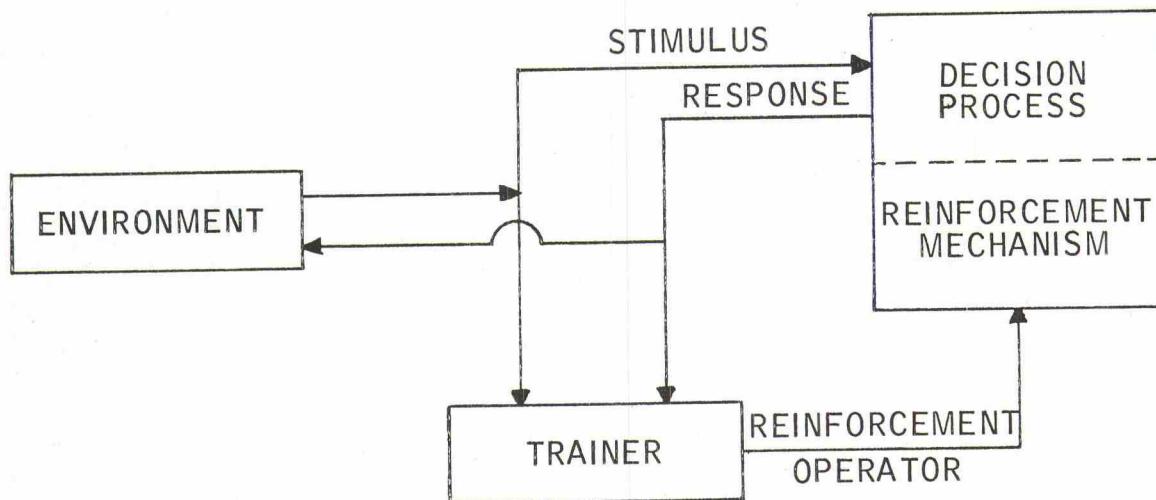 STIMULUS
RESPONSE
DECISION
PROCESS
ENVIRONMENT
REINFORCEMENT
MECHANISM
TRAINER
REINFORCEMENT
OPERATOR